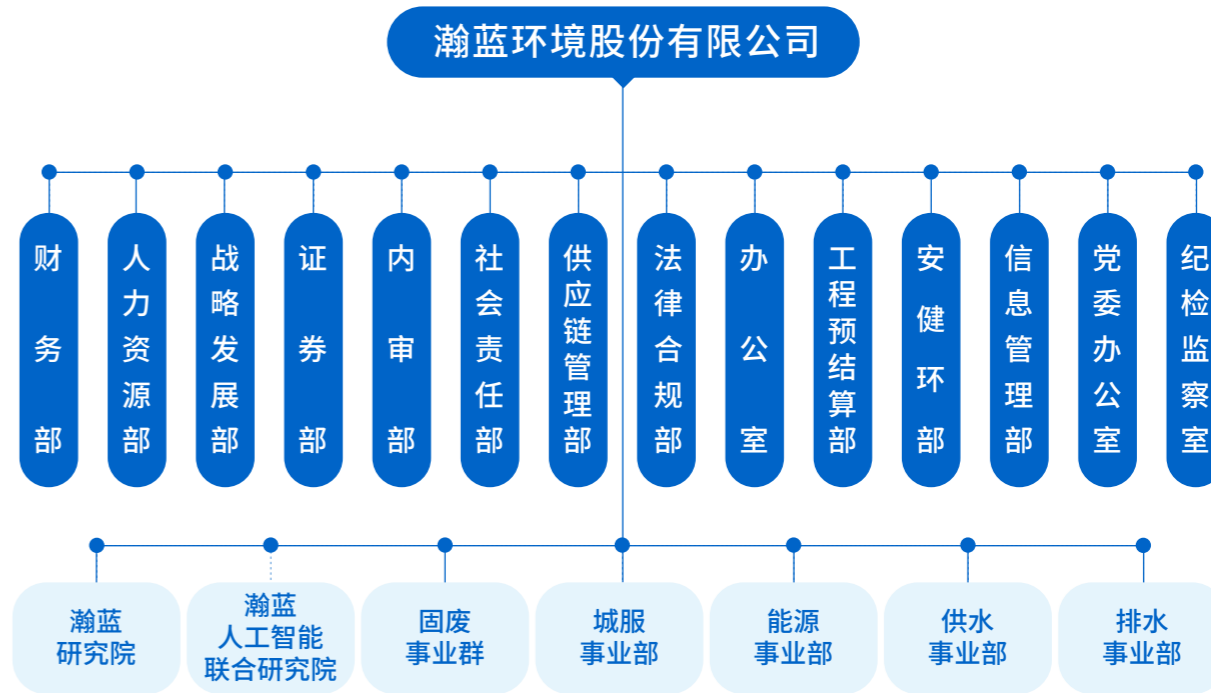 瀚蓝环境股份有限公司
财务部
人力资源部
战略发展部
证券部
内审部
社会责任部
供应链管理部
法律合规部
办公室
工程预结算部
安健环部
信息管理部
党委办公室
纪检监察室
瀚蓝
研究院
瀚蓝
人工智能
联合研究院
固废
事业群
城服
事业部
能源
事业部
供水
事业部
排水
事业部